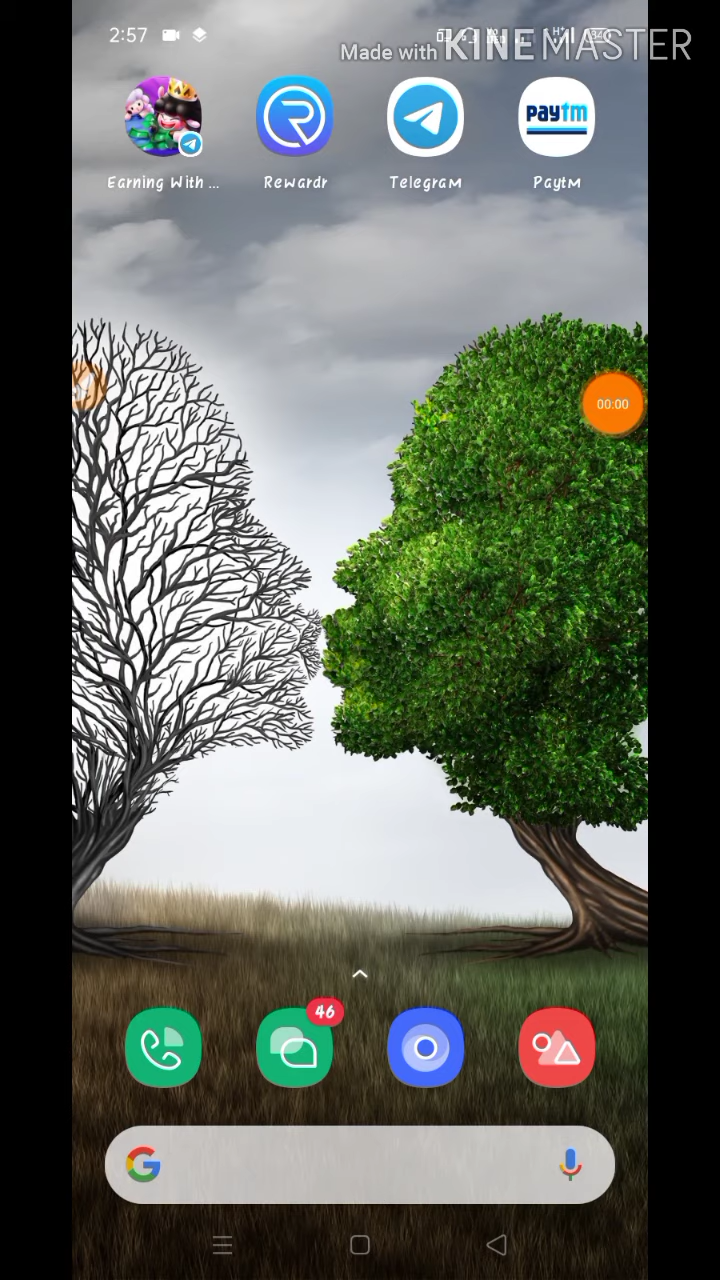 2:57
Made with KINEMASTER
paytm
Earning With ...
Rewardr
Telegram
Paytm
00:00
46